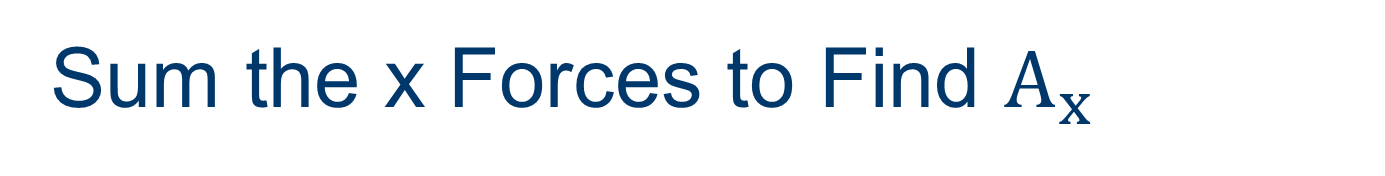 Sum the x Forces to Find Aₓ